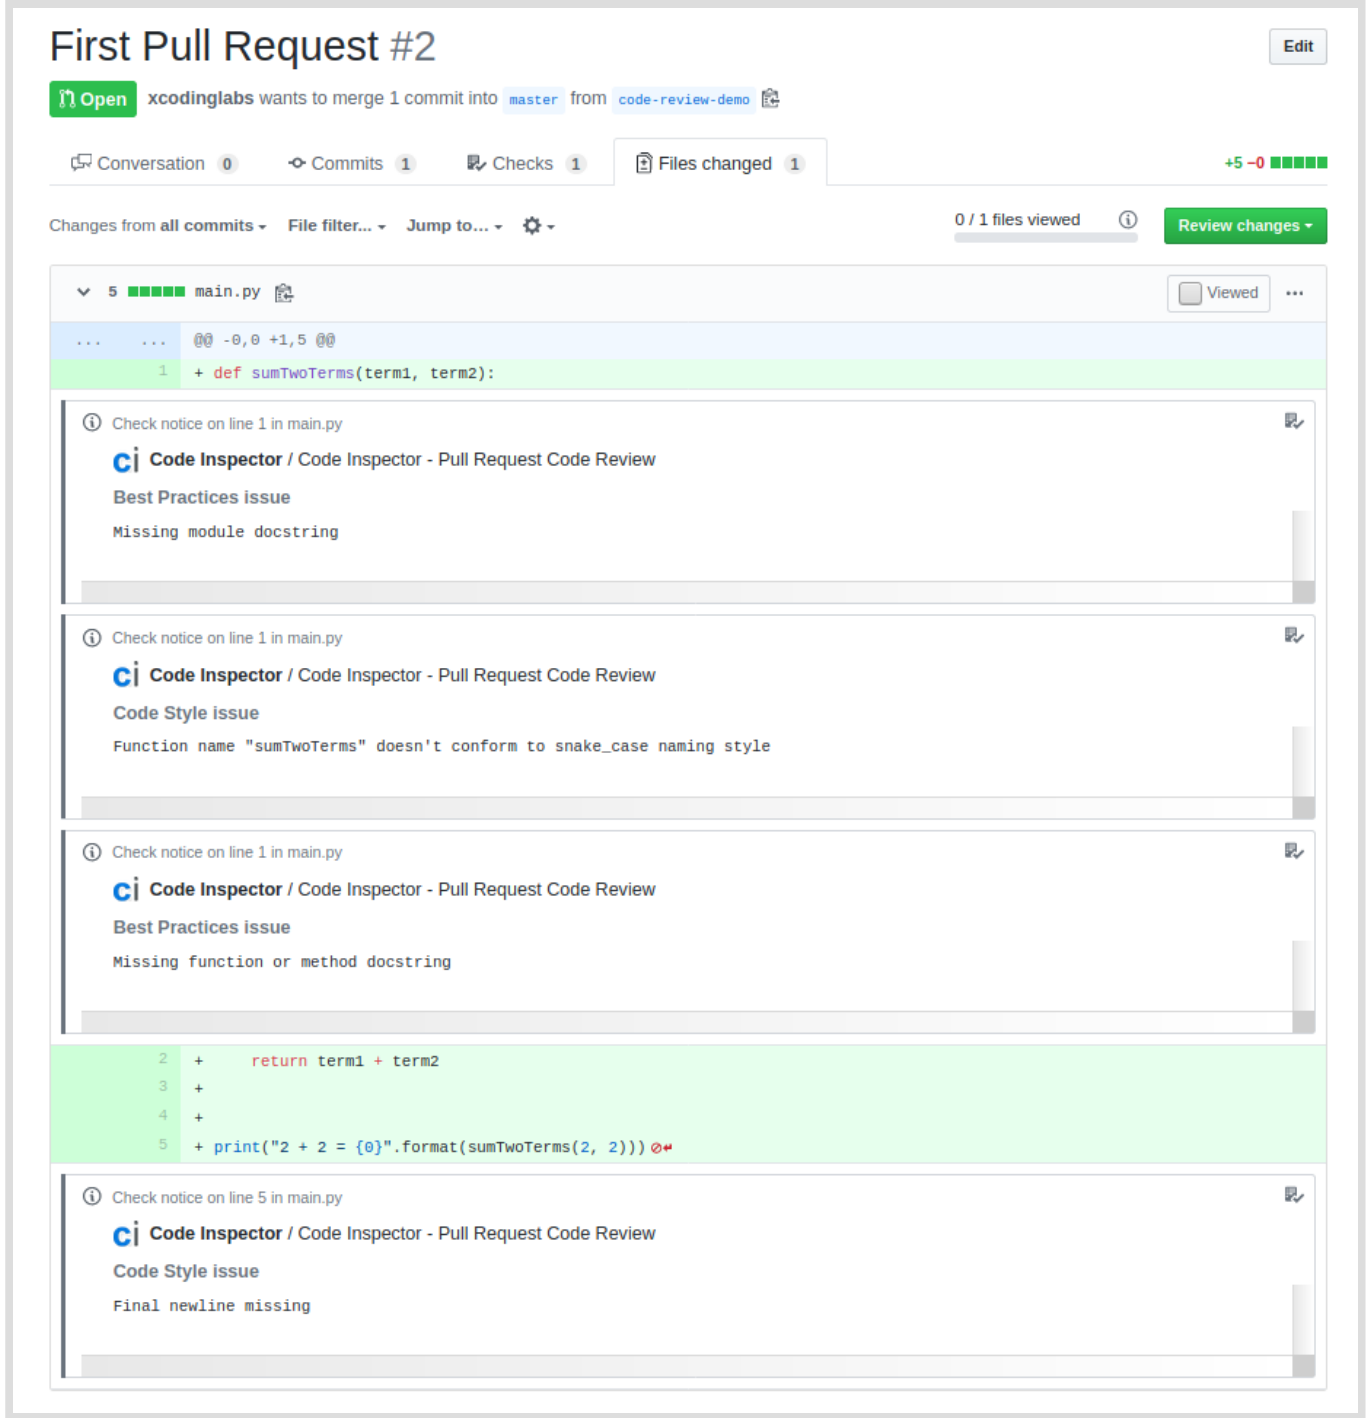 First Pull Request #2
Edit
Open xcodinglabs wants to merge 1 commit into master from code-review-demo
Conversation 0 Commits 1 Checks 1 Files changed 1 +5 −0
Changes from all commits File filter... Jump to... 0 / 1 files viewed Review changes
5 main.py Viewed ...
... ... @@ -0,0 +1,5 @@
1 + def sumTwoTerms(term1, term2):
Check notice on line 1 in main.py
ci Code Inspector / Code Inspector - Pull Request Code Review
Best Practices issue
Missing module docstring
Check notice on line 1 in main.py
ci Code Inspector / Code Inspector - Pull Request Code Review
Code Style issue
Function name "sumTwoTerms" doesn't conform to snake_case naming style
Check notice on line 1 in main.py
ci Code Inspector / Code Inspector - Pull Request Code Review
Best Practices issue
Missing function or method docstring
2 +     return term1 + term2
3 +
4 +
5 + print("2 + 2 = {0}".format(sumTwoTerms(2, 2)))
Check notice on line 5 in main.py
ci Code Inspector / Code Inspector - Pull Request Code Review
Code Style issue
Final newline missing